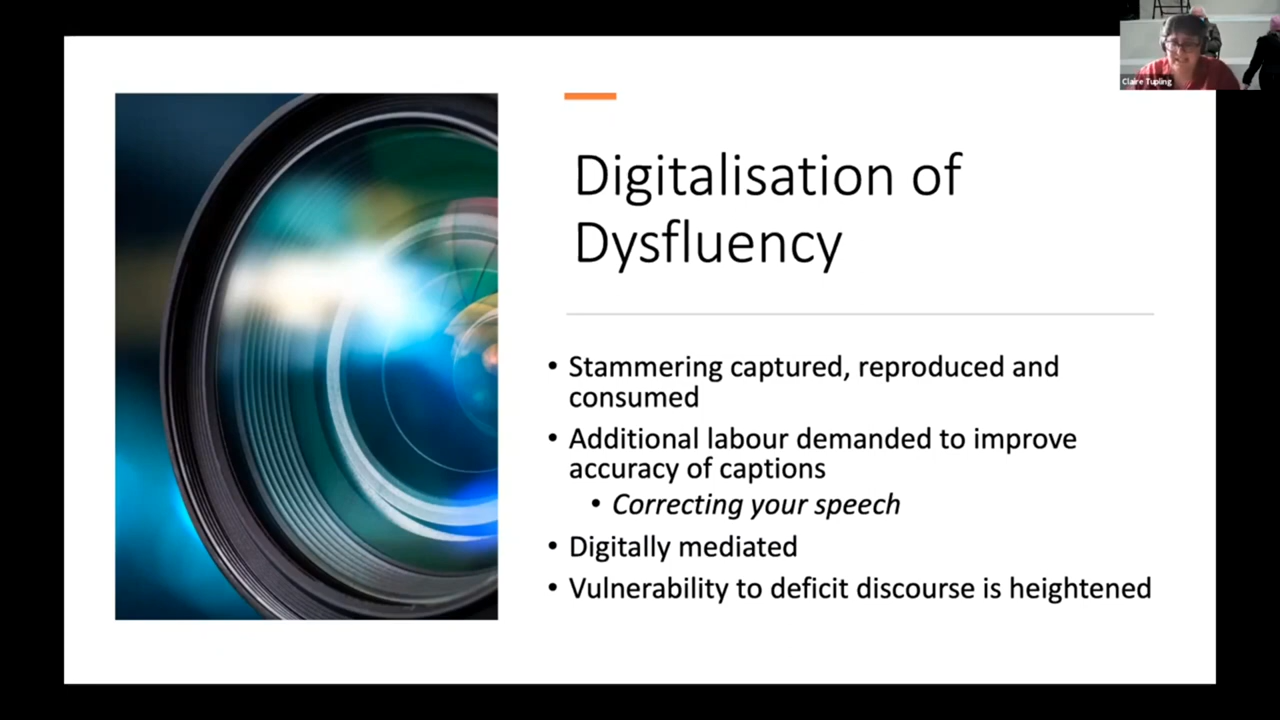 Claire Tupling
Digitalisation of
Dysfluency
• Stammering captured, reproduced and
consumed
• Additional labour demanded to improve
accuracy of captions
• Correcting your speech
• Digitally mediated
• Vulnerability to deficit discourse is heightened